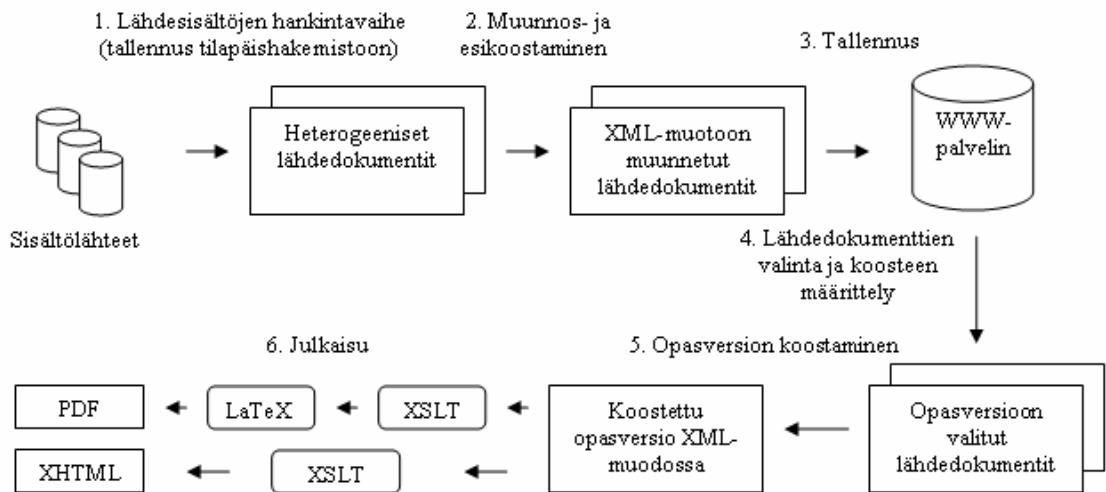 1. Lähdesisältöjen hankintavaihe
(tallennus tilapäishakemistoon)
2. Muunnos- ja
esikoostaminen
3. Tallennus
Sisältölähteet
Heterogeeniset
lähdedokumentit
XML-muotoon
muunnetut
lähdedokumentit
WWW-
palvelin
4. Lähdedokumenttien
valinta ja koosteen
määrittely
6. Julkaisu
5. Opasversion koostaminen
PDF
LaTeX
XSLT
Koostettu
opasversio XML-
muodossa
Opasversioon
valitut
lähdedokumentit
XHTML
XSLT